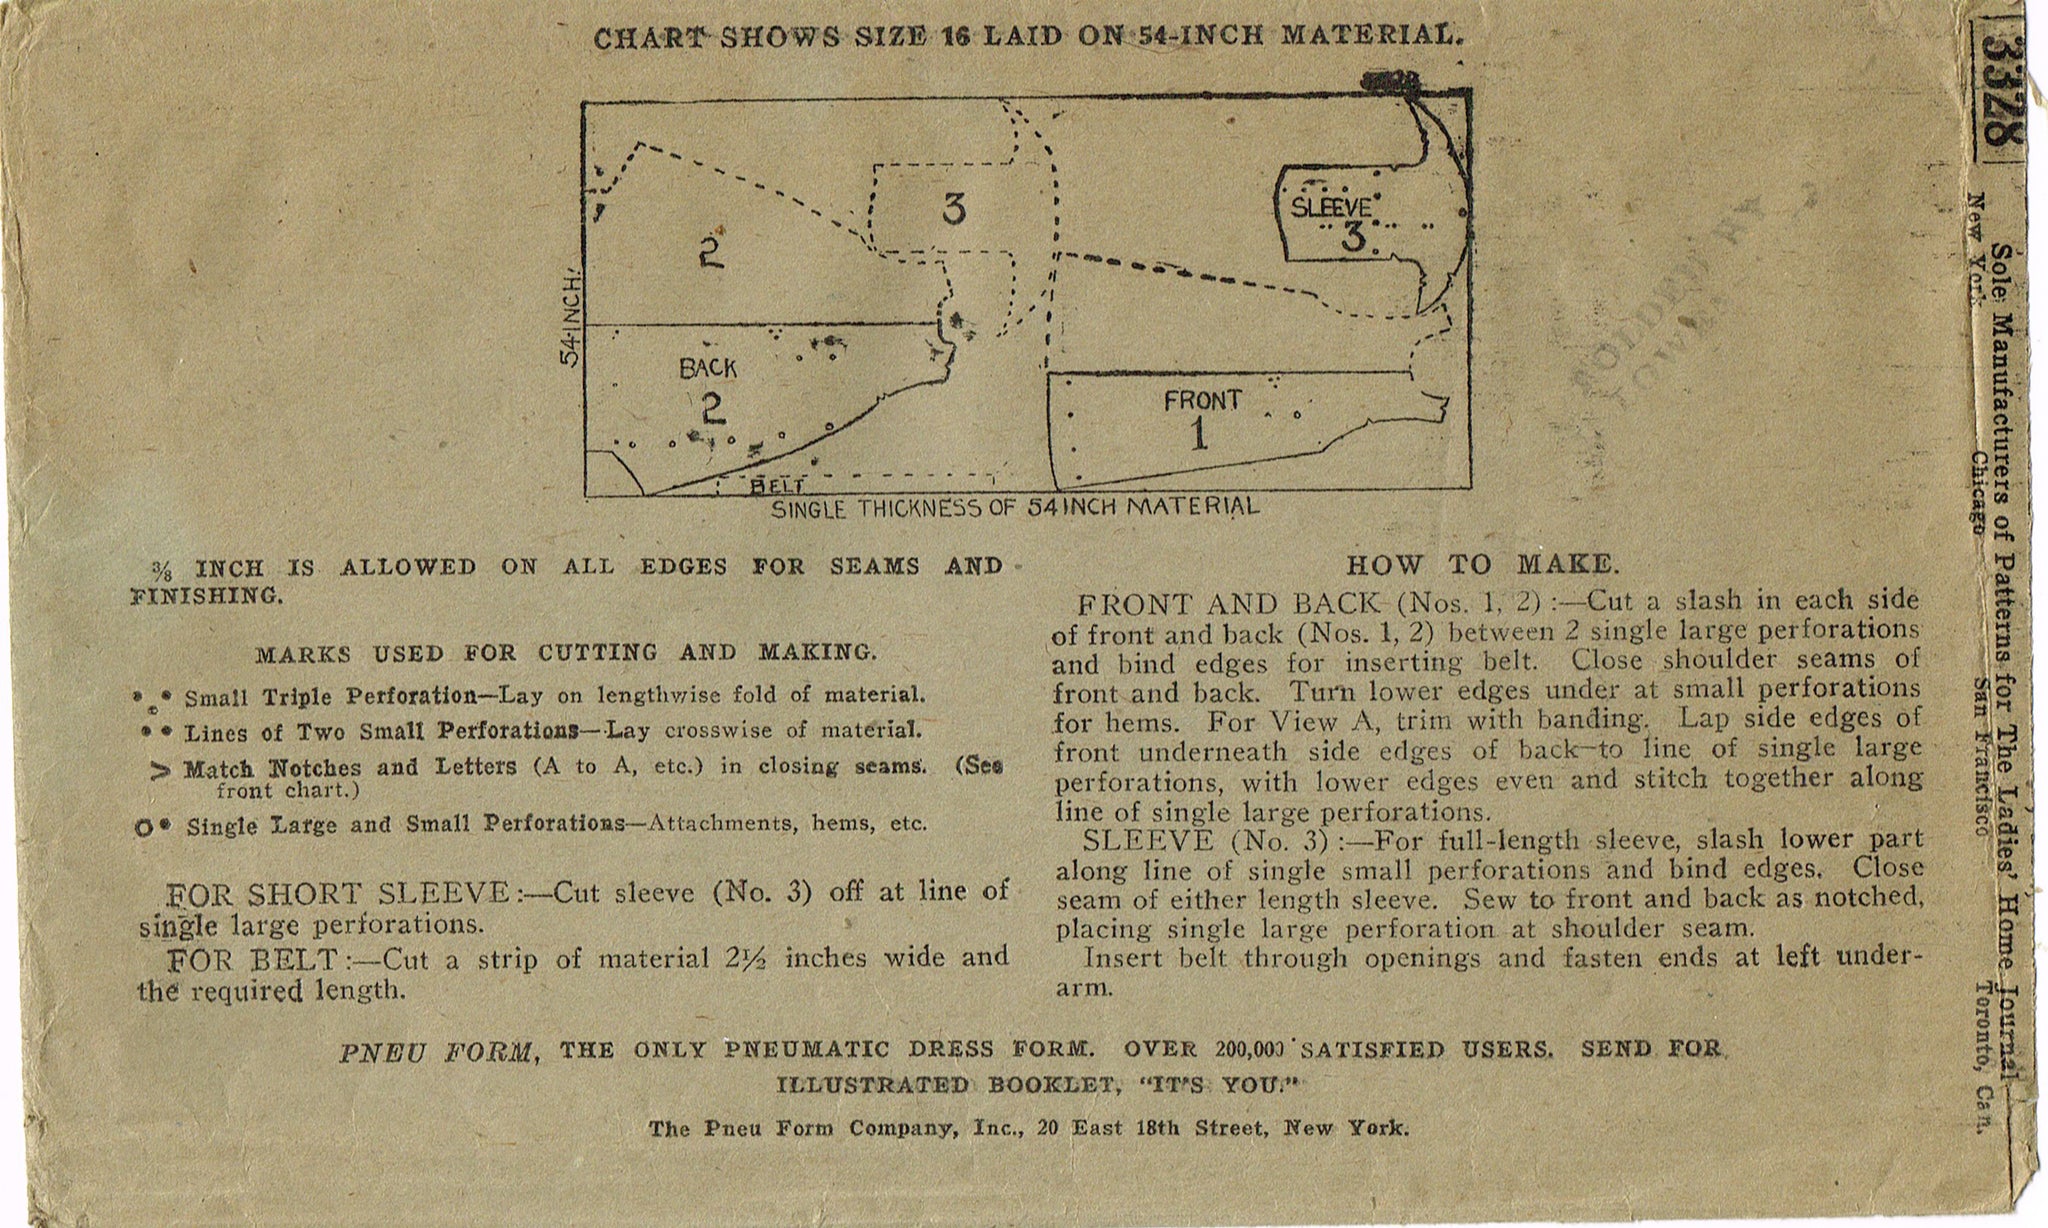 CHART SHOWS SIZE 16 LAID ON 54-INCH MATERIAL.
3
SLEEVE
3
2
54-INCH.
BACK
2
FRONT
1
BELT
SINGLE THICKNESS OF 54 INCH MATERIAL
⅜ INCH IS ALLOWED ON ALL EDGES FOR SEAMS AND
FINISHING.
MARKS USED FOR CUTTING AND MAKING.
Small Triple Perforation—Lay on lengthwise fold of material.
Lines of Two Small Perforations—Lay crosswise of material.
> Match Notches and Letters (A to A, etc.) in closing seams. (See
front chart.)
Single Large and Small Perforations—Attachments, hems, etc.
FOR SHORT SLEEVE:—Cut sleeve (No. 3) off at line of
single large perforations.
FOR BELT:—Cut a strip of material 2½ inches wide and
the required length.
HOW TO MAKE.
FRONT AND BACK (Nos. 1, 2) :—Cut a slash in each side
of front and back (Nos. 1, 2) between 2 single large perforations
and bind edges for inserting belt. Close shoulder seams of
front and back. Turn lower edges under at small perforations
for hems. For View A, trim with banding. Lap side edges of
front underneath side edges of back to line of single large
perforations, with lower edges even and stitch together along
line of single large perforations.
SLEEVE (No. 3) :—For full-length sleeve, slash lower part
along line of single small perforations and bind edges. Close
seam of either length sleeve. Sew to front and back as notched,
placing single large perforation at shoulder seam.
Insert belt through openings and fasten ends at left under-
arm.
PNEU FORM, THE ONLY PNEUMATIC DRESS FORM. OVER 200,000 SATISFIED USERS. SEND FOR
ILLUSTRATED BOOKLET, "IT'S YOU."
The Pneu Form Company, Inc., 20 East 18th Street, New York.
3328
Sole Manufacturers of Patterns for The Ladies' Home Journal
New York Chicago San Francisco Toronto, Can.